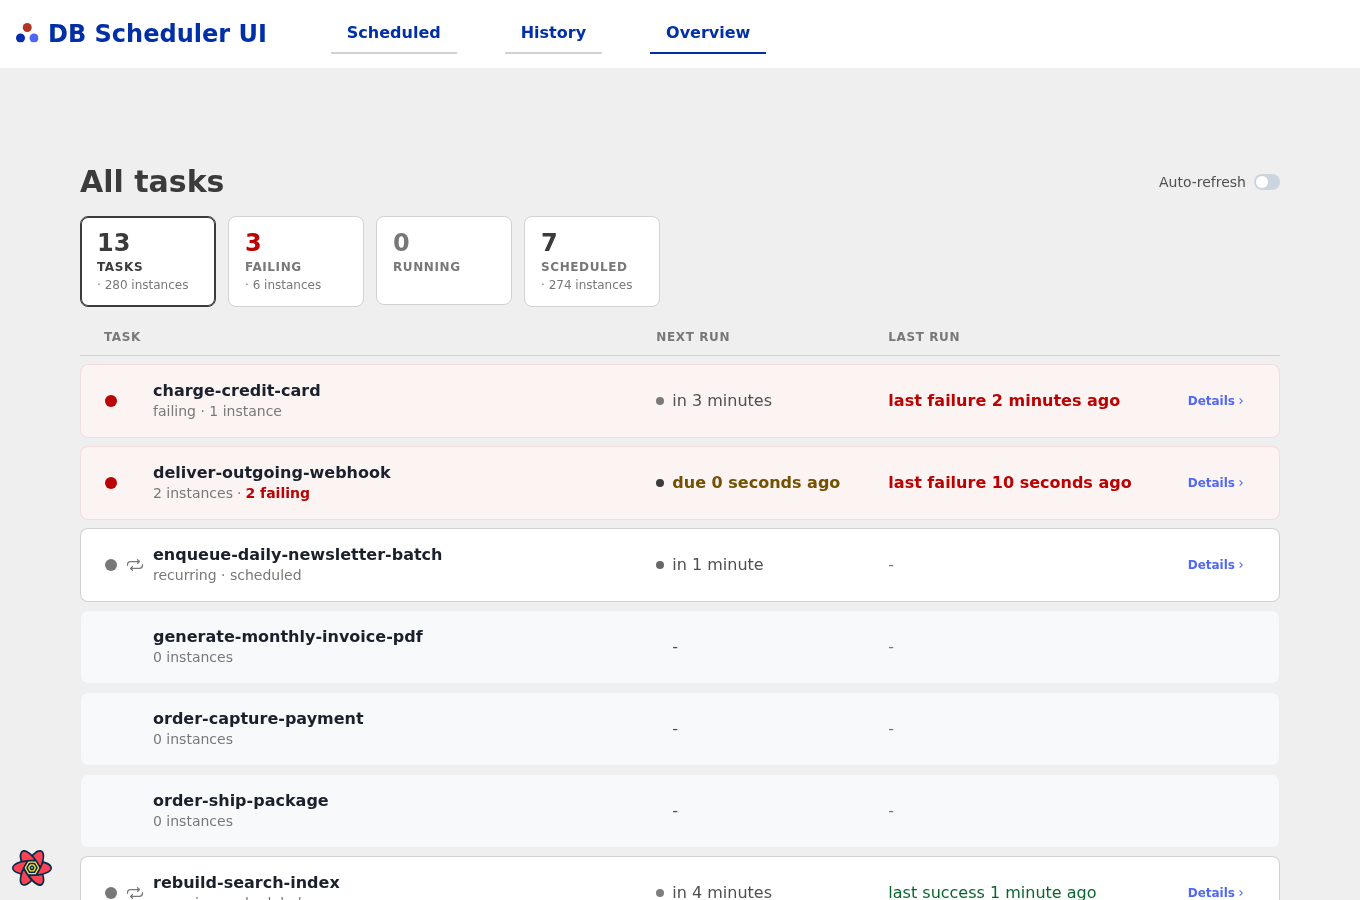 DB Scheduler UI
Scheduled
History
Overview
All tasks
Auto-refresh
13
TASKS
· 280 instances
3
FAILING
· 6 instances
0
RUNNING
7
SCHEDULED
· 274 instances
TASK
NEXT RUN
LAST RUN
charge-credit-card
failing · 1 instance
in 3 minutes
last failure 2 minutes ago
Details ›
deliver-outgoing-webhook
2 instances · 2 failing
due 0 seconds ago
last failure 10 seconds ago
Details ›
enqueue-daily-newsletter-batch
recurring · scheduled
in 1 minute
-
Details ›
generate-monthly-invoice-pdf
0 instances
-
-
order-capture-payment
0 instances
-
-
order-ship-package
0 instances
-
-
rebuild-search-index
in 4 minutes
last success 1 minute ago
Details ›